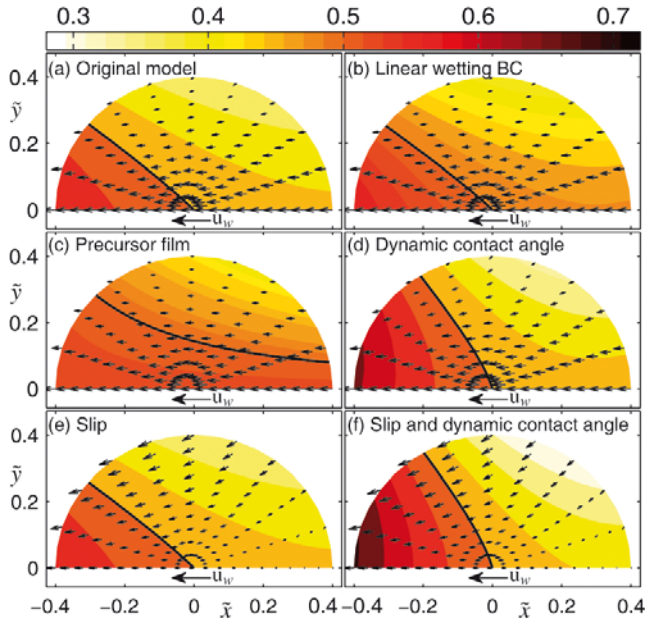 0.3 0.4 0.5 0.6 0.7
(a) Original model
(b) Linear wetting BC
0.4
ỹ
0.2
0
u_w
u_w
(c) Precursor film
(d) Dynamic contact angle
0.4
ỹ
0.2
0
u_w
u_w
(e) Slip
(f) Slip and dynamic contact angle
0.4
ỹ
0.2
0
u_w
u_w
−0.4 −0.2 0 x̃ 0.2 0.4 −0.4 −0.2 0 x̃ 0.2 0.4